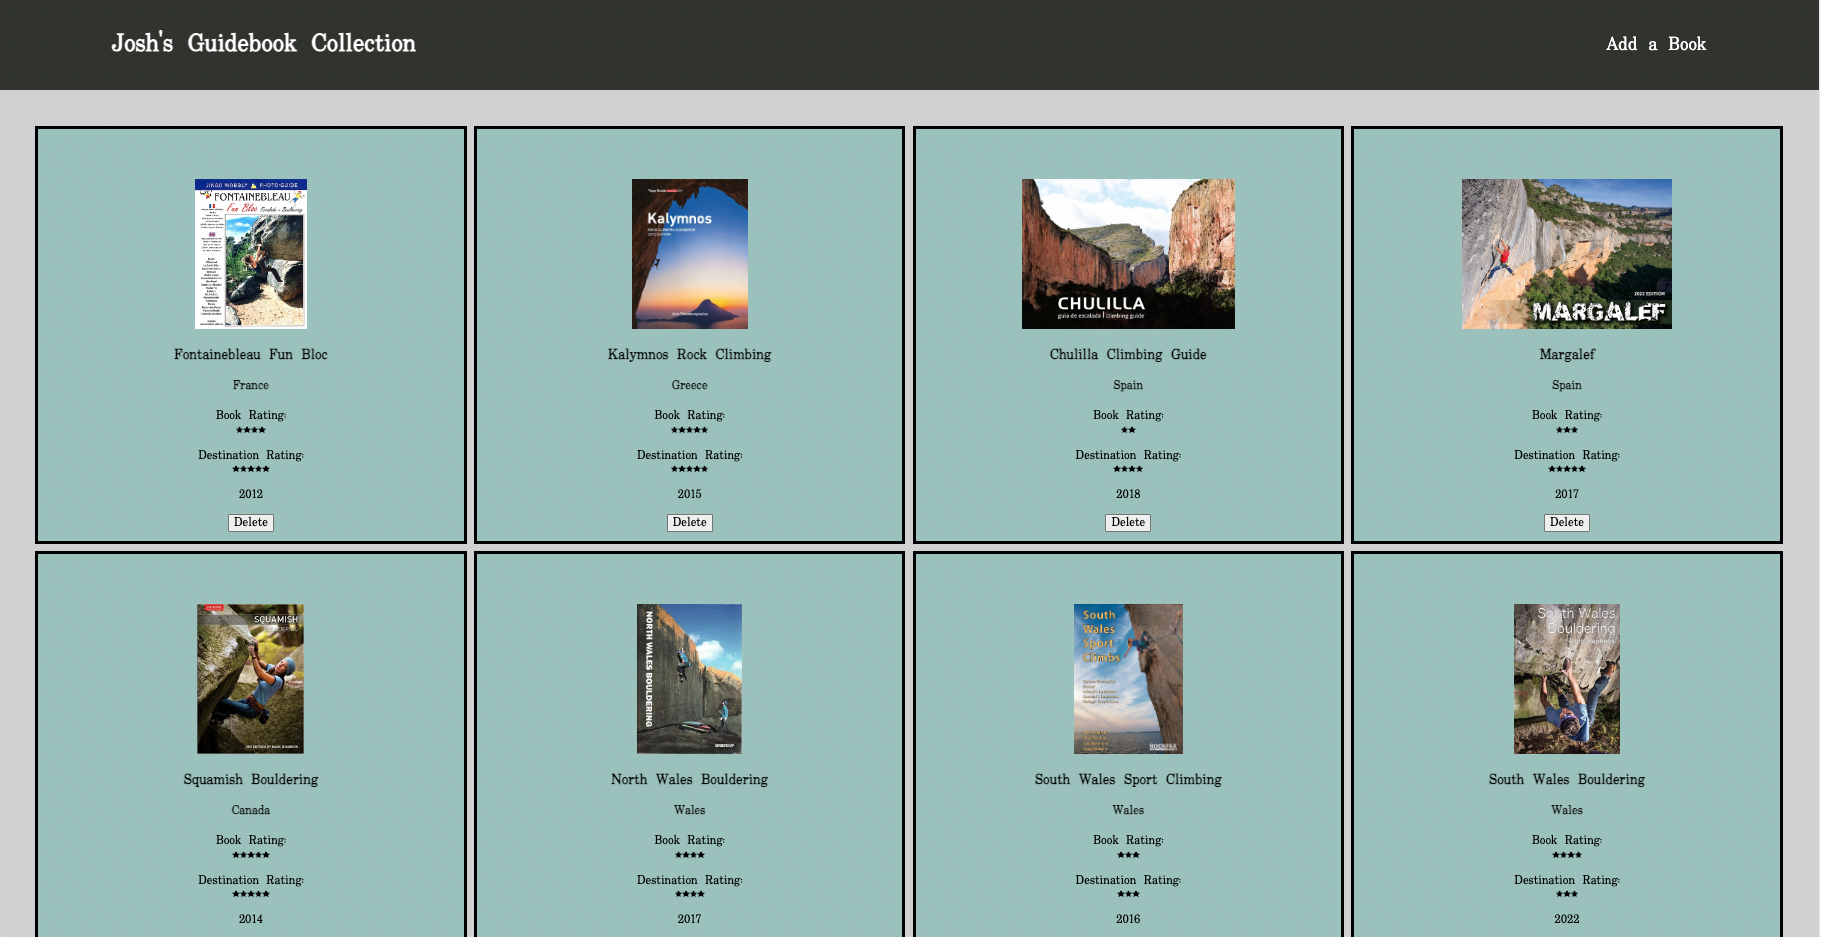 Josh's Guidebook Collection
Add a Book
JINGO WOBBLY PHOTO-GUIDE
FONTAINEBLEAU
Fun Bloc
Fontainebleau Fun Bloc
France
Book Rating:
★★★★
Destination Rating:
★★★★★
2012
Delete
Kalymnos
Kalymnos Rock Climbing
Greece
Book Rating:
★★★★★
Destination Rating:
★★★★★
2015
Delete
CHULILLA
guia de escalada | climbing guide
Chulilla Climbing Guide
Spain
Book Rating:
★★
Destination Rating:
★★★★
2018
Delete
2022 EDITION
MARGALEF
Margalef
Spain
Book Rating:
★★★
Destination Rating:
★★★★★
2017
Delete
SQUAMISH
Squamish Bouldering
Canada
Book Rating:
★★★★★
Destination Rating:
★★★★★
2014
NORTH WALES BOULDERING
North Wales Bouldering
Wales
Book Rating:
★★★★
Destination Rating:
★★★★
2017
South
Wales
Sport
Climbs
ROCKFAX
South Wales Sport Climbing
Wales
Book Rating:
★★★
Destination Rating:
★★★
2016
South Wales
Bouldering
South Wales Bouldering
Wales
Book Rating:
★★★★
Destination Rating:
★★★
2022